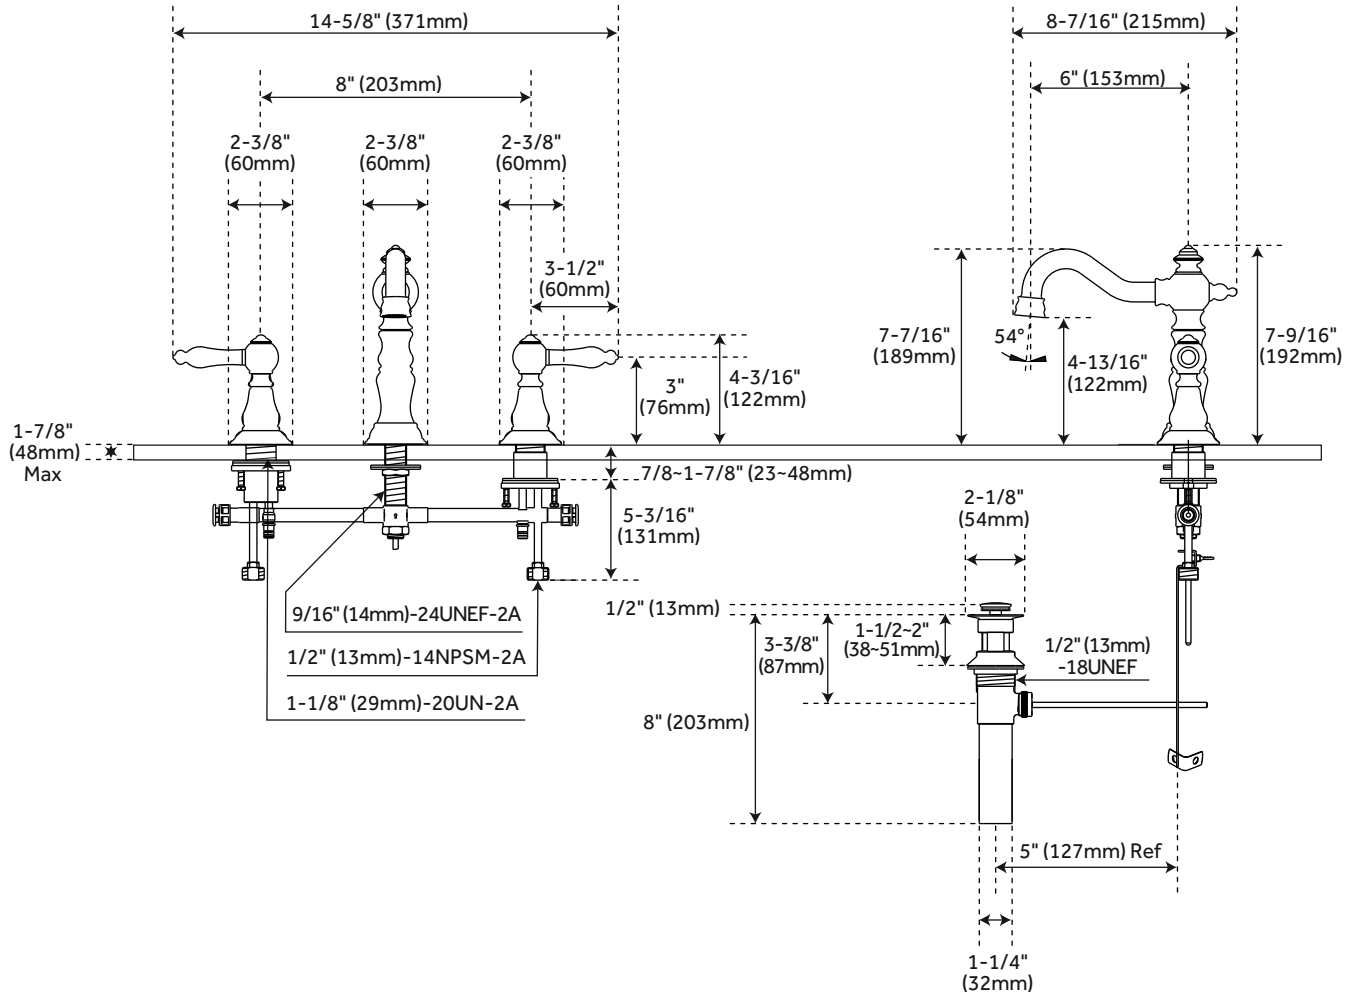 14-5/8" (371mm)
8-7/16" (215mm)
8" (203mm)
6" (153mm)
2-3/8"
(60mm)
2-3/8"
(60mm)
2-3/8"
(60mm)
3-1/2"
(60mm)
7-7/16"
(189mm)
54°
4-13/16"
(122mm)
7-9/16"
(192mm)
3"
(76mm)
4-3/16"
(122mm)
1-7/8"
(48mm)
Max
7/8~1-7/8" (23~48mm)
5-3/16"
(131mm)
2-1/8"
(54mm)
9/16" (14mm)-24UNEF-2A
1/2" (13mm)-14NPSM-2A
1-1/8" (29mm)-20UN-2A
1/2" (13mm)
3-3/8"
(87mm)
1-1/2~2"
(38~51mm)
1/2" (13mm)
-18UNEF
8" (203mm)
5" (127mm) Ref
1-1/4"
(32mm)